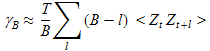 γ_B ≈ T/B ∑_l (B − l) < Z_t Z_{t+l} >